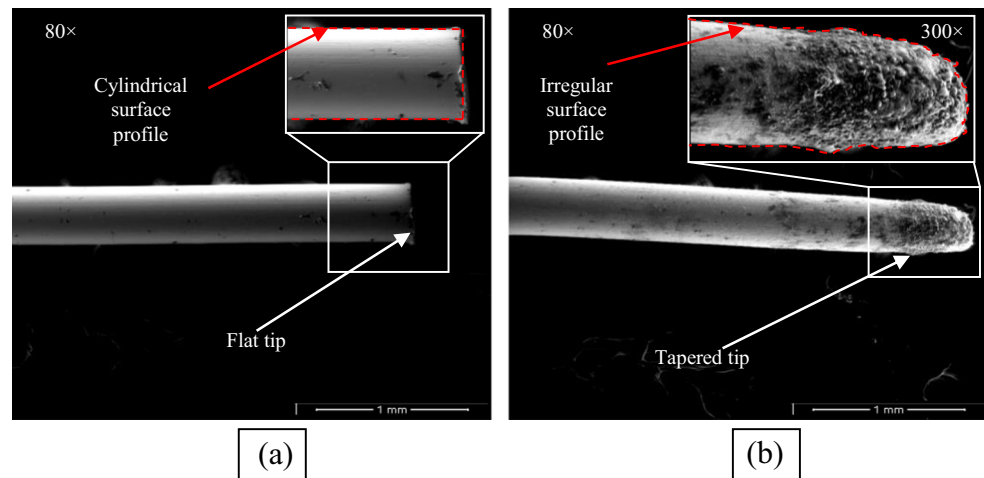 80×
Cylindrical
surface
profile
Flat tip
1 mm
(a)
80×
300×
Irregular
surface
profile
Tapered tip
1 mm
(b)